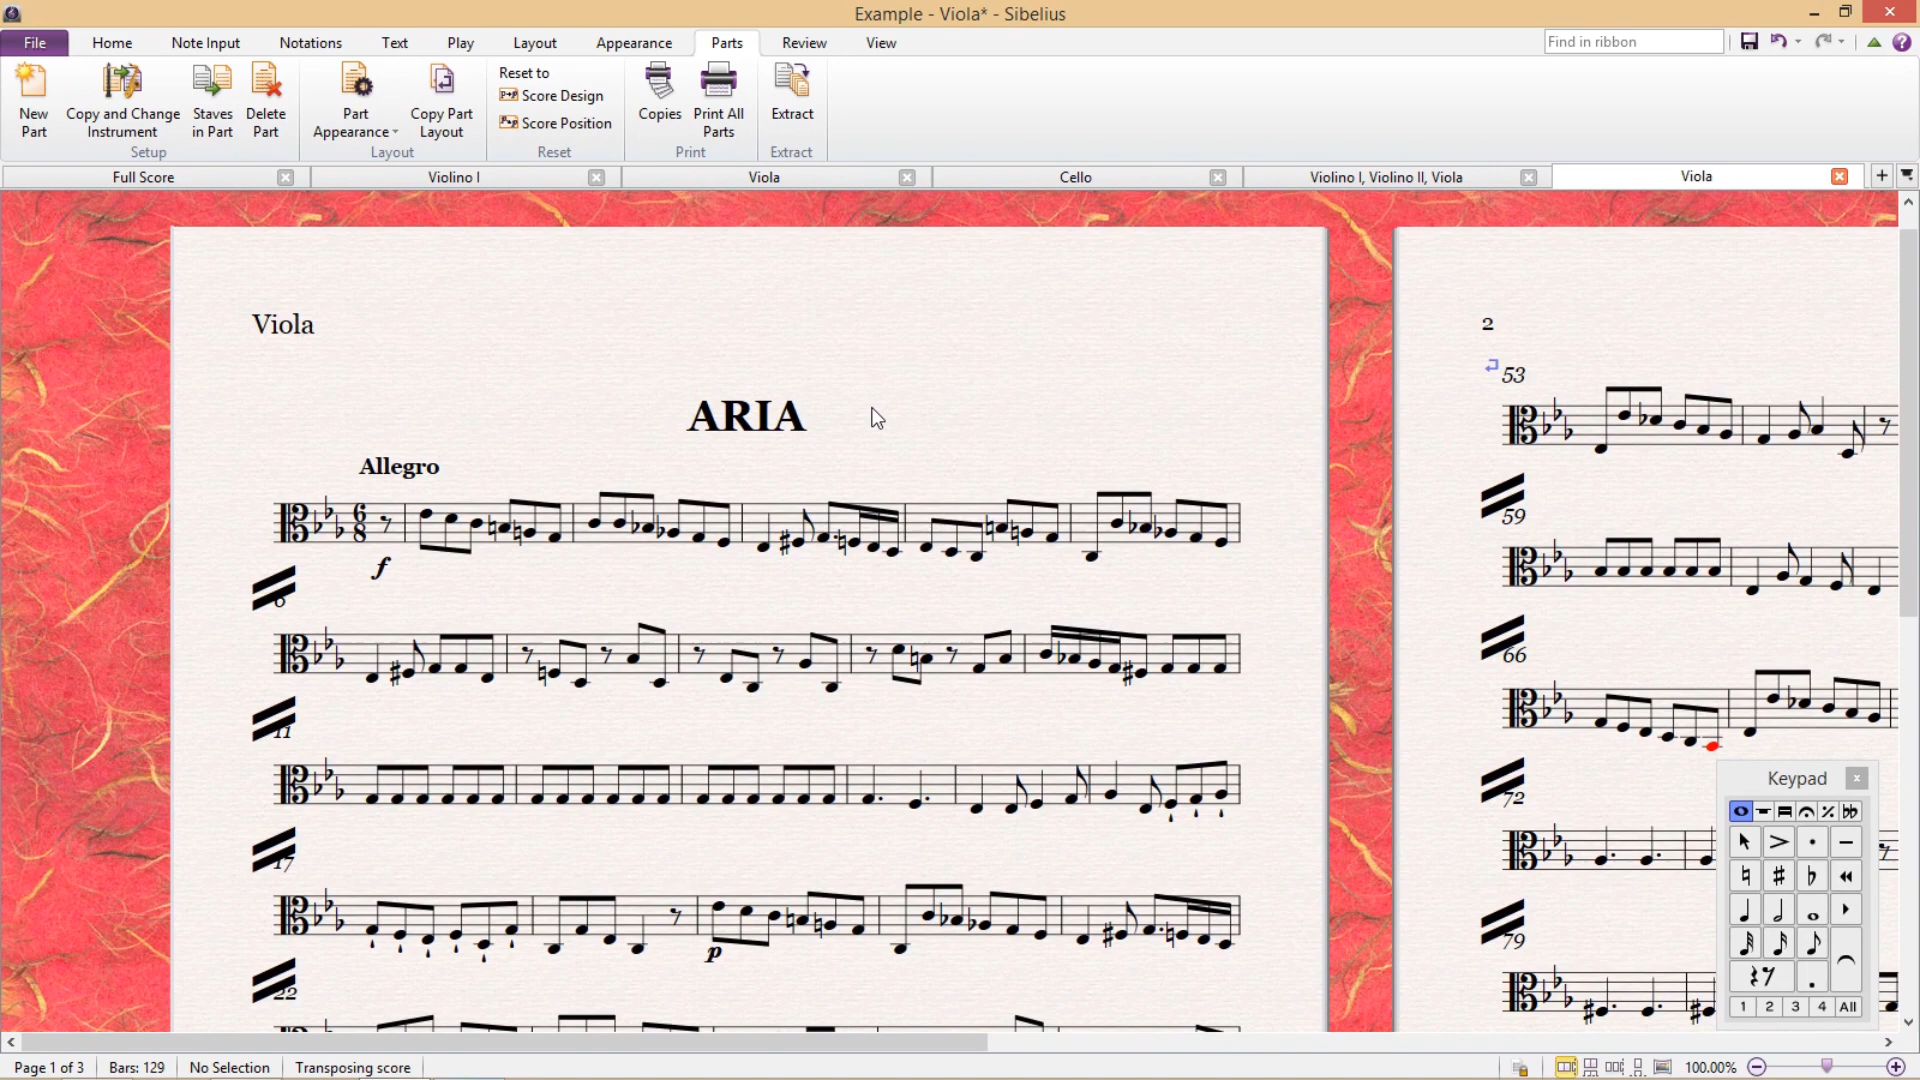 Example - Viola* - Sibelius
File Home Note Input Notations Text Play Layout Appearance Parts Review View Find in ribbon
New Part
Copy and Change Instrument
Staves in Part
Delete Part
Setup
Part Appearance
Copy Part Layout
Layout
Reset to
Score Design
Score Position
Reset
Copies
Print All Parts
Print
Extract
Extract
Full Score Violino I Viola Cello Violino I, Violino II, Viola Viola
Viola
ARIA
Allegro
6
8
f
6
11
17
p
22
2
53
59
66
72
79
Keypad
1 2 3 4 All
Page 1 of 3 Bars: 129 No Selection Transposing score 100.00%